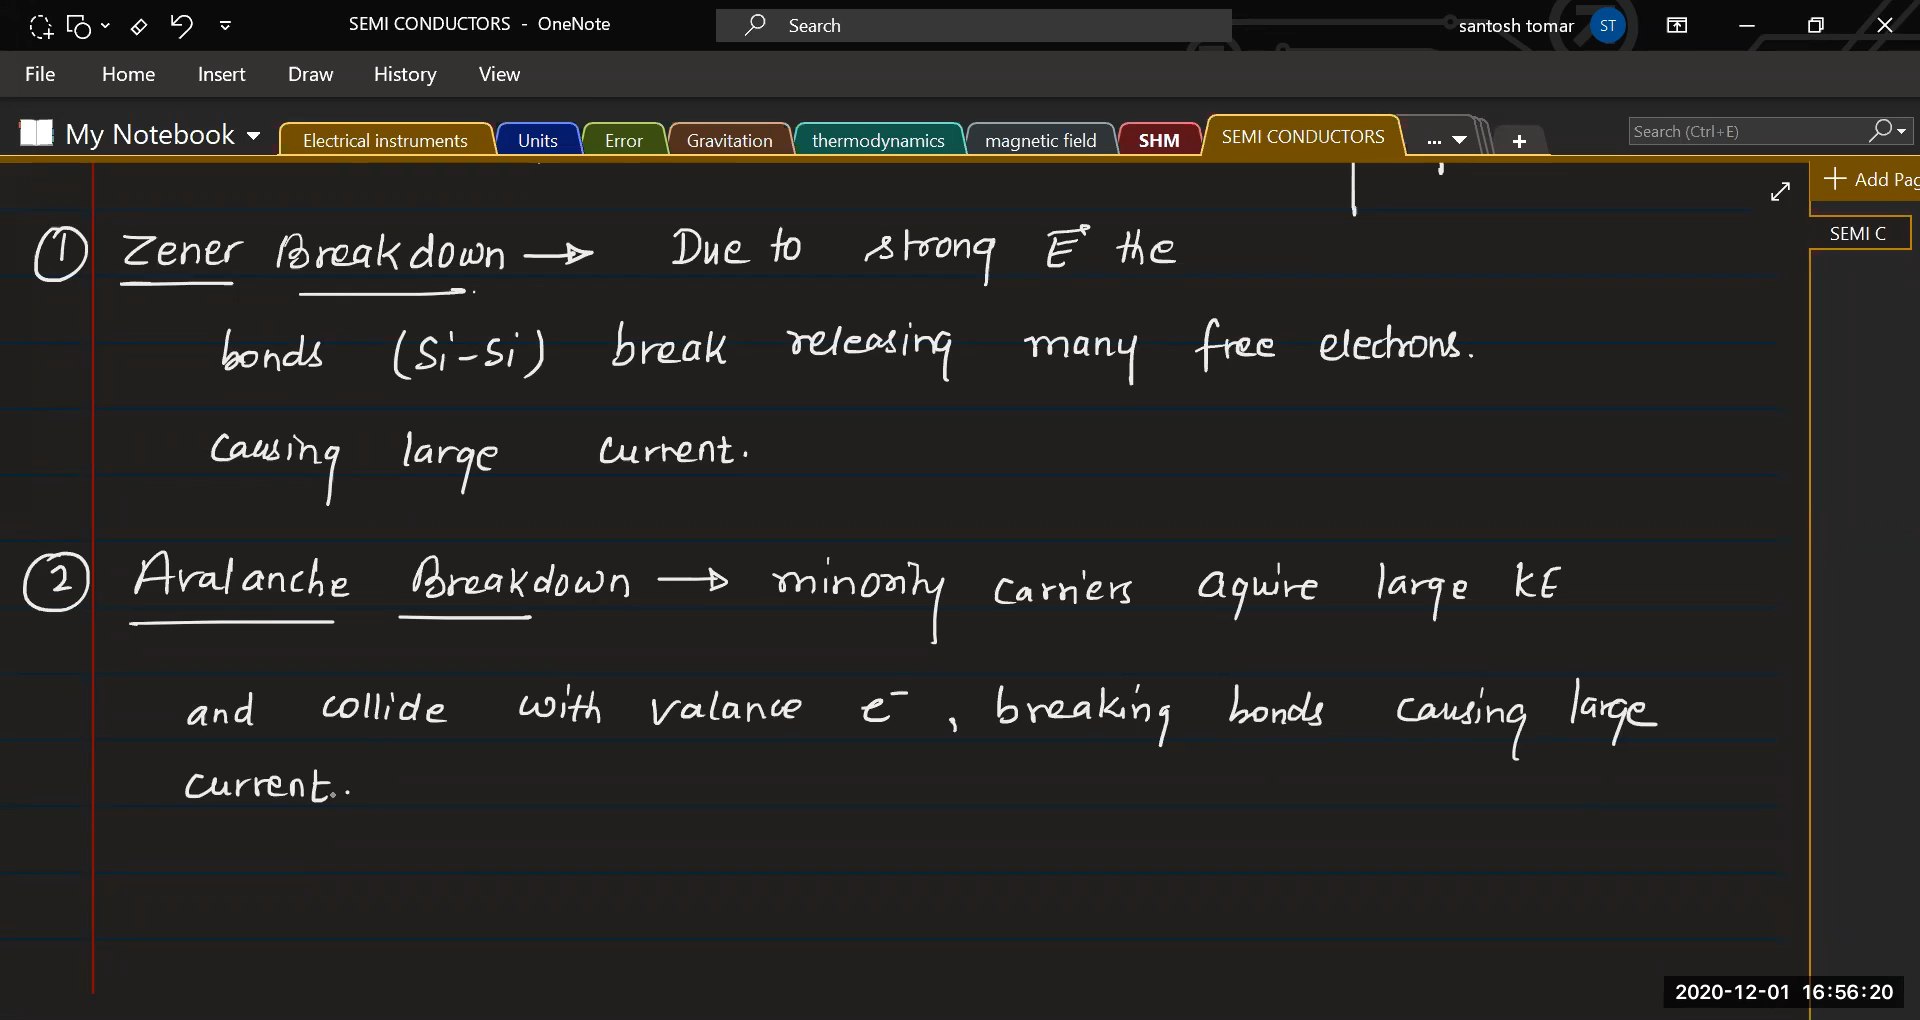 SEMI CONDUCTORS - OneNote
Search
santosh tomar ST
File Home Insert Draw History View
My Notebook Electrical instruments Units Error Gravitation thermodynamics magnetic field SHM SEMI CONDUCTORS ... + Search (Ctrl+E)
+ Add Pag
SEMI C
① Zener Breakdown → Due to strong E⃗ the
bonds (Si-Si) break releasing many free electrons.
causing large current.
② Avalanche Breakdown → minority carriers aquire large KE
and collide with valance e⁻, breaking bonds causing large
current..
2020-12-01 16:56:20